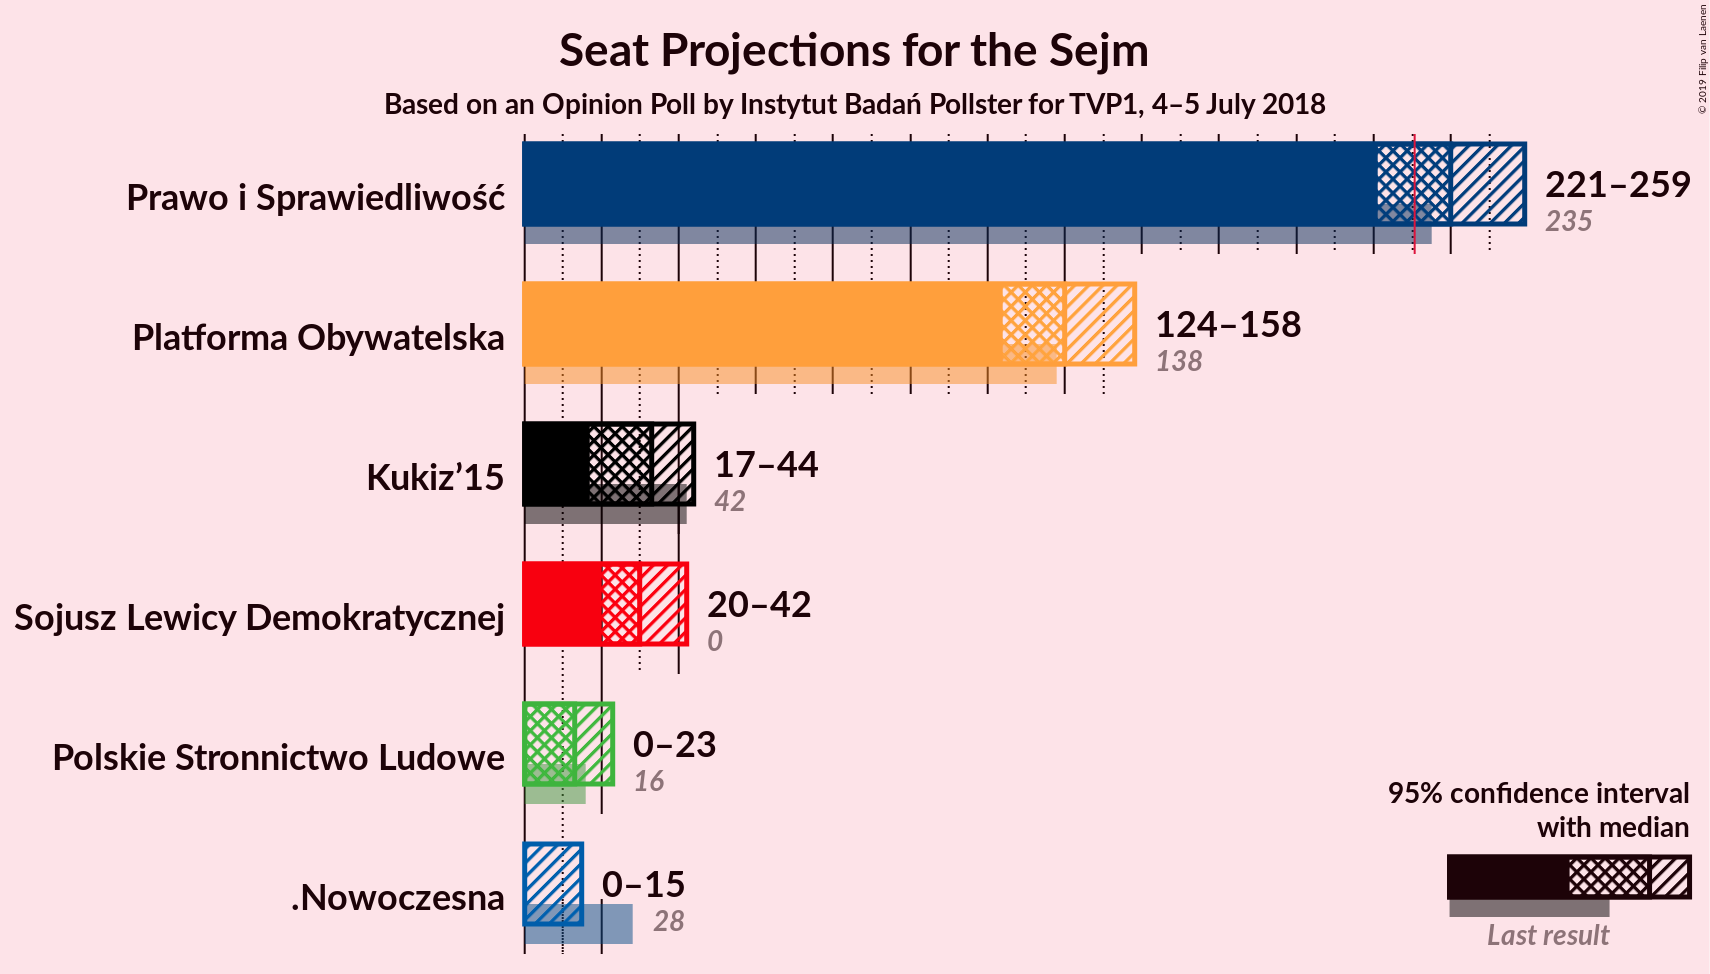 Seat Projections for the Sejm
Based on an Opinion Poll by Instytut Badań Pollster for TVP1, 4–5 July 2018
© 2019 Filip van Laenen
Prawo i Sprawiedliwość
221–259
235
Platforma Obywatelska
124–158
138
Kukiz’15
17–44
42
Sojusz Lewicy Demokratycznej
20–42
0
Polskie Stronnictwo Ludowe
0–23
16
.Nowoczesna
0–15
28
95% confidence interval
with median
Last result